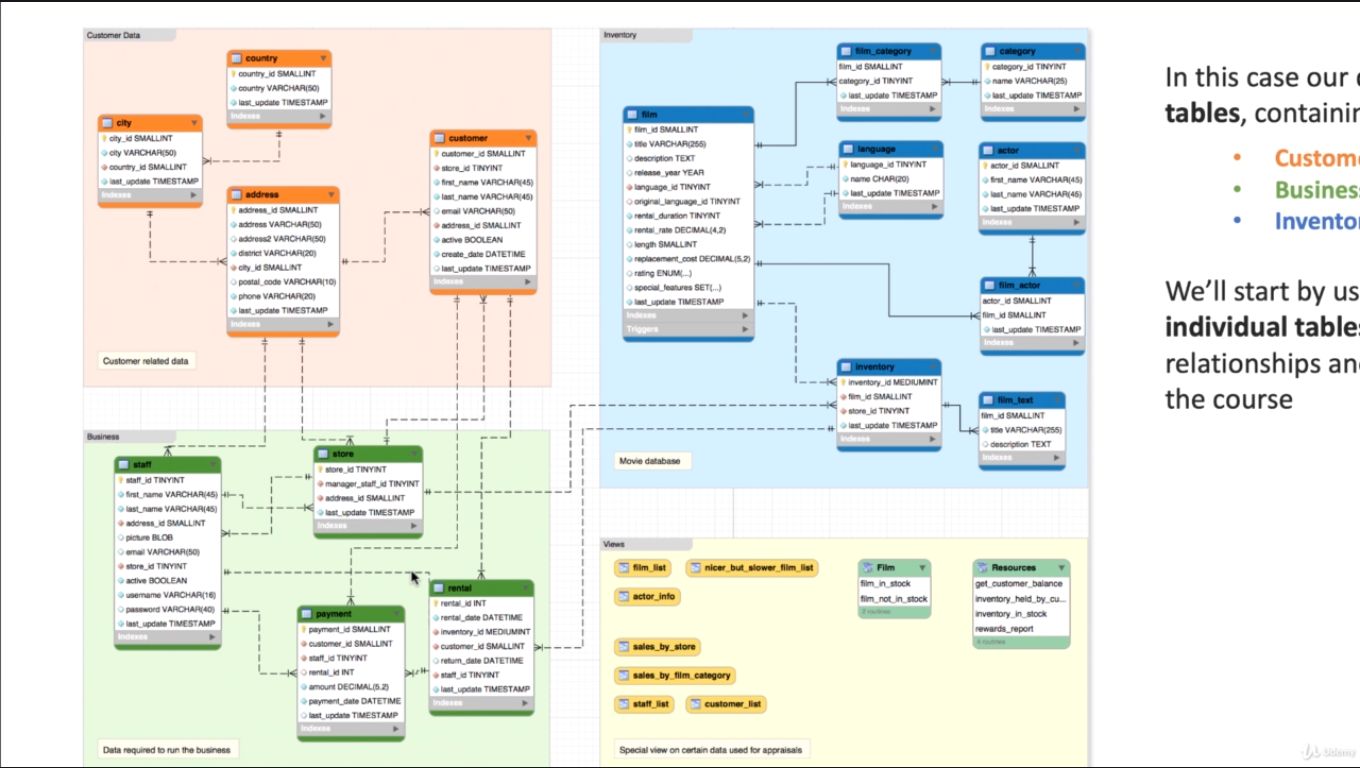 Customer Data
country
country_id SMALLINT
country VARCHAR(50)
last_update TIMESTAMP
Indexes
city
city_id SMALLINT
city VARCHAR(50)
country_id SMALLINT
last_update TIMESTAMP
Indexes
address
address_id SMALLINT
address VARCHAR(50)
address2 VARCHAR(50)
district VARCHAR(20)
city_id SMALLINT
postal_code VARCHAR(10)
phone VARCHAR(20)
last_update TIMESTAMP
Indexes
customer
customer_id SMALLINT
store_id TINYINT
first_name VARCHAR(45)
last_name VARCHAR(45)
email VARCHAR(50)
address_id SMALLINT
active BOOLEAN
create_date DATETIME
last_update TIMESTAMP
Indexes
Customer related data
Business
staff
staff_id TINYINT
first_name VARCHAR(45)
last_name VARCHAR(45)
address_id SMALLINT
picture BLOB
email VARCHAR(50)
store_id TINYINT
active BOOLEAN
username VARCHAR(16)
password VARCHAR(40)
last_update TIMESTAMP
Indexes
store
store_id TINYINT
manager_staff_id TINYINT
address_id SMALLINT
last_update TIMESTAMP
Indexes
payment
payment_id SMALLINT
customer_id SMALLINT
staff_id TINYINT
rental_id INT
amount DECIMAL(5,2)
payment_date DATETIME
last_update TIMESTAMP
Indexes
rental
rental_id INT
rental_date DATETIME
inventory_id MEDIUMINT
customer_id SMALLINT
return_date DATETIME
staff_id TINYINT
last_update TIMESTAMP
Indexes
Data required to run the business
Inventory
film
film_id SMALLINT
title VARCHAR(255)
description TEXT
release_year YEAR
language_id TINYINT
original_language_id TINYINT
rental_duration TINYINT
rental_rate DECIMAL(4,2)
length SMALLINT
replacement_cost DECIMAL(5,2)
rating ENUM(...)
special_features SET(...)
last_update TIMESTAMP
Indexes
Triggers
film_category
film_id SMALLINT
category_id TINYINT
last_update TIMESTAMP
Indexes
category
category_id TINYINT
name VARCHAR(25)
last_update TIMESTAMP
Indexes
language
language_id TINYINT
name CHAR(20)
last_update TIMESTAMP
Indexes
actor
actor_id SMALLINT
first_name VARCHAR(45)
last_name VARCHAR(45)
last_update TIMESTAMP
Indexes
film_actor
actor_id SMALLINT
film_id SMALLINT
last_update TIMESTAMP
Indexes
inventory
inventory_id MEDIUMINT
film_id SMALLINT
store_id TINYINT
last_update TIMESTAMP
Indexes
film_text
film_id SMALLINT
title VARCHAR(255)
description TEXT
Indexes
Movie database
Views
film_list
nicer_but_slower_film_list
actor_info
sales_by_store
sales_by_film_category
staff_list
customer_list
Film
film_in_stock
film_not_in_stock
2 routines
Resources
get_customer_balance
inventory_held_by_cu...
inventory_in_stock
rewards_report
4 routines
Special view on certain data used for appraisals
In this case our
tables, containin
• Custome
• Business
• Invento
We'll start by us
individual tables
relationships an
the course
Udemy